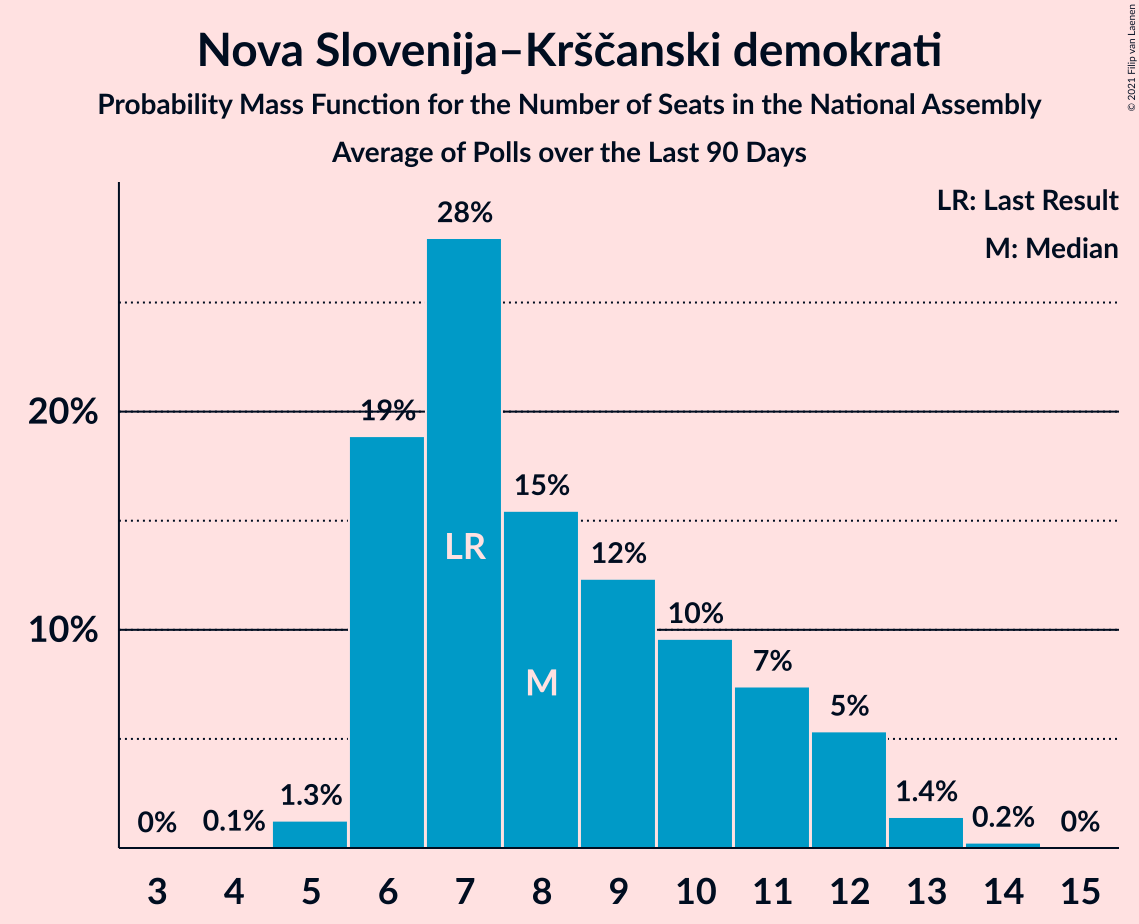 Nova Slovenija–Krščanski demokrati
Probability Mass Function for the Number of Seats in the National Assembly
Average of Polls over the Last 90 Days
© 2021 Filip van Laenen
LR: Last Result
M: Median
28%
20%
19%
15%
LR
12%
10%
10%
7%
M
5%
1.3%
1.4%
0%
0.1%
0.2%
0%
3 4 5 6 7 8 9 10 11 12 13 14 15